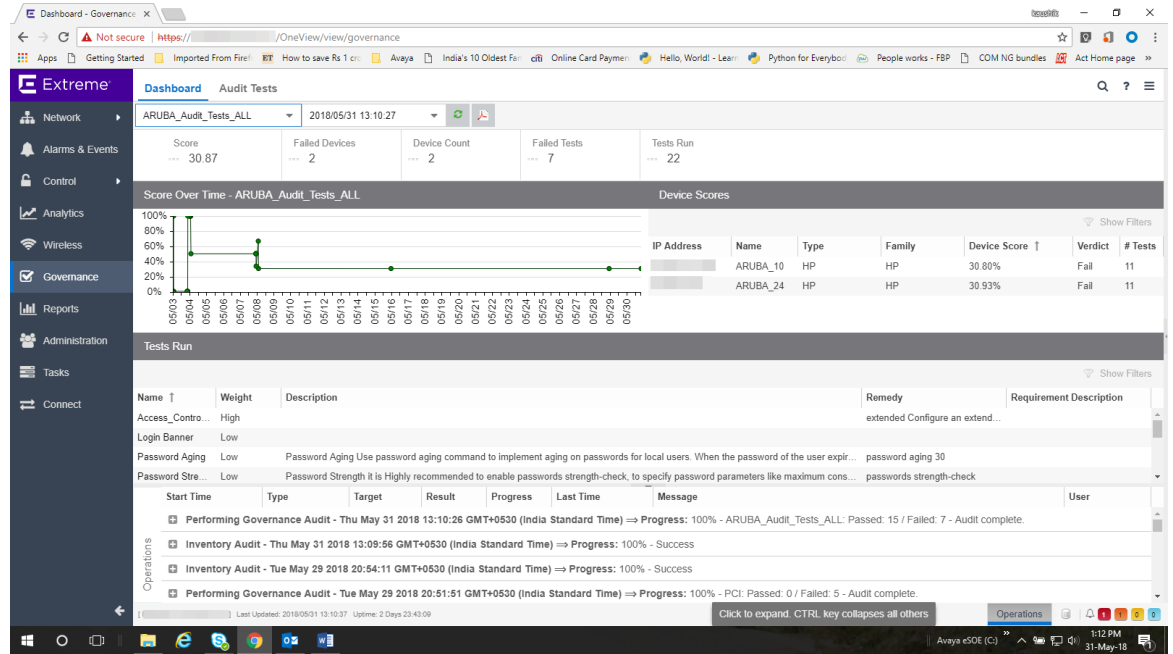 Dashboard - Governance
kaushik
Not secure https:// /OneView/view/governance
Apps Getting Started Imported From Firef ET How to save Rs 1 cro Avaya India's 10 Oldest Fan citi Online Card Paymen Hello, World! - Learn Python for Everybod People works - FBP COM NG bundles Act Home page »
Extreme
Dashboard Audit Tests
Network
Alarms & Events
Control
Analytics
Wireless
Governance
Reports
Administration
Tasks
Connect
ARUBA_Audit_Tests_ALL 2018/05/31 13:10:27
Score Failed Devices Device Count Failed Tests Tests Run
--- 30.87 --- 2 --- 2 --- 7 --- 22
Score Over Time - ARUBA_Audit_Tests_ALL
100%
80%
60%
40%
20%
0%
05/03 05/04 05/05 05/06 05/07 05/08 05/09 05/10 05/11 05/12 05/13 05/14 05/15 05/16 05/17 05/18 05/19 05/20 05/21 05/22 05/23 05/24 05/25 05/26 05/27 05/28 05/29 05/30
Device Scores
Show Filters
IP Address Name Type Family Device Score ↑ Verdict # Tests
ARUBA_10 HP HP 30.80% Fail 11
ARUBA_24 HP HP 30.93% Fail 11
Tests Run
Show Filters
Name ↑ Weight Description Remedy Requirement Description
Access_Contro... High extended Configure an extend...
Login Banner Low
Password Aging Low Password Aging Use password aging command to implement aging on passwords for local users. When the password of the user expir... password aging 30
Password Stre... Low Password Strength it is Highly recommended to enable passwords strength-check, to specify password parameters like maximum cons... passwords strength-check
Start Time Type Target Result Progress Last Time Message User
Operations
Performing Governance Audit - Thu May 31 2018 13:10:26 GMT+0530 (India Standard Time) ⇒ Progress: 100% - ARUBA_Audit_Tests_ALL: Passed: 15 / Failed: 7 - Audit complete.
Inventory Audit - Thu May 31 2018 13:09:56 GMT+0530 (India Standard Time) ⇒ Progress: 100% - Success
Inventory Audit - Tue May 29 2018 20:54:11 GMT+0530 (India Standard Time) ⇒ Progress: 100% - Success
Performing Governance Audit - Tue May 29 2018 20:51:51 GMT+0530 (India Standard Time) ⇒ Progress: 100% - PCI: Passed: 0 / Failed: 5 - Audit complete.
[ ] Last Updated: 2018/05/31 13:10:37 Uptime: 2 Days 23:43:09
Click to expand. CTRL key collapses all others
Operations 1 1 0 0
Avaya eSOE (C:) » 1:12 PM
31-May-18